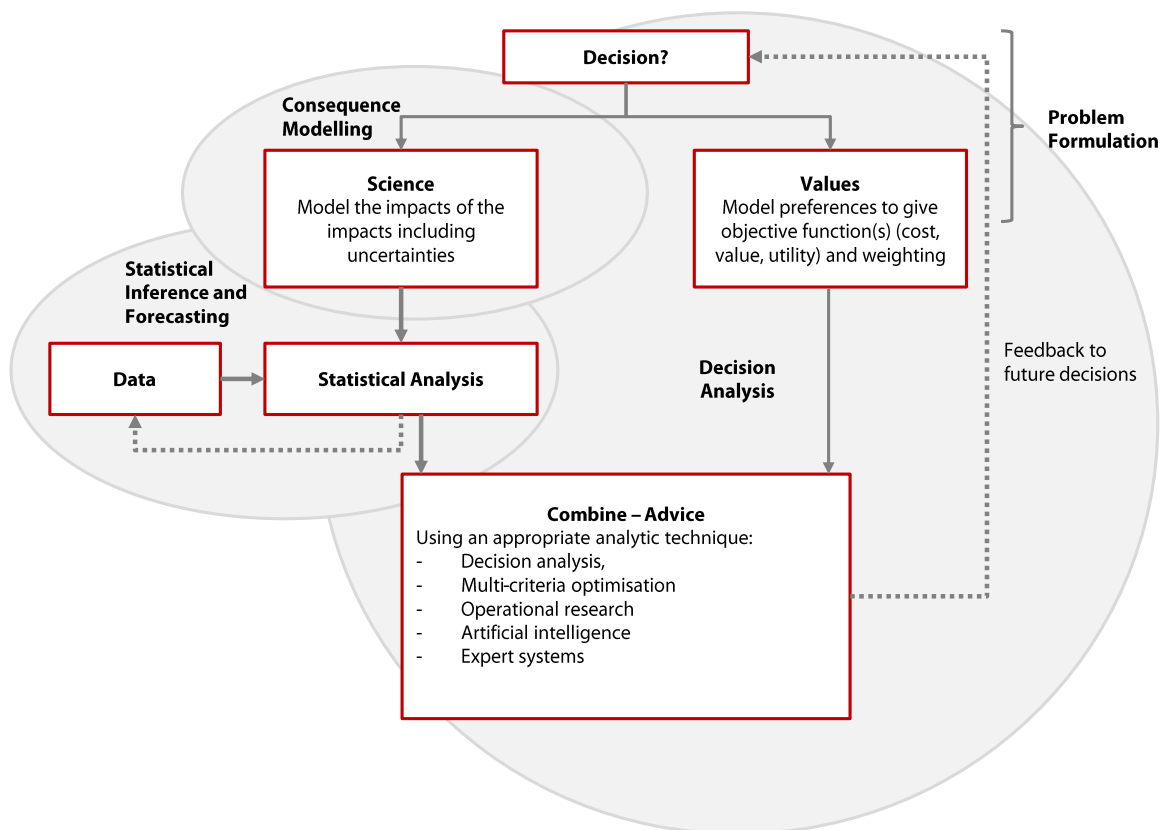 Decision?
Consequence
Modelling
Problem
Formulation
Science
Model the impacts of the
impacts including
uncertainties
Values
Model preferences to give
objective function(s) (cost,
value, utility) and weighting
Statistical
Inference and
Forecasting
Data
Statistical Analysis
Decision
Analysis
Feedback to
future decisions
Combine – Advice
Using an appropriate analytic technique:
- Decision analysis,
- Multi-criteria optimisation
- Operational research
- Artificial intelligence
- Expert systems